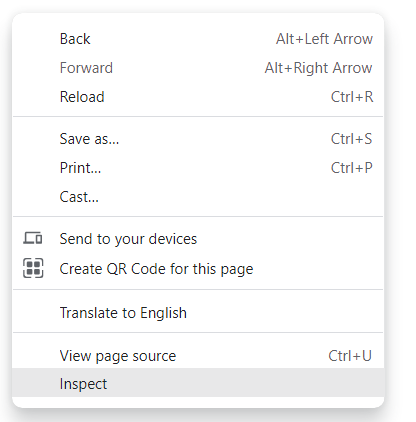 Back Alt+Left Arrow
Forward Alt+Right Arrow
Reload Ctrl+R
Save as... Ctrl+S
Print... Ctrl+P
Cast...
Send to your devices
Create QR Code for this page
Translate to English
View page source Ctrl+U
Inspect